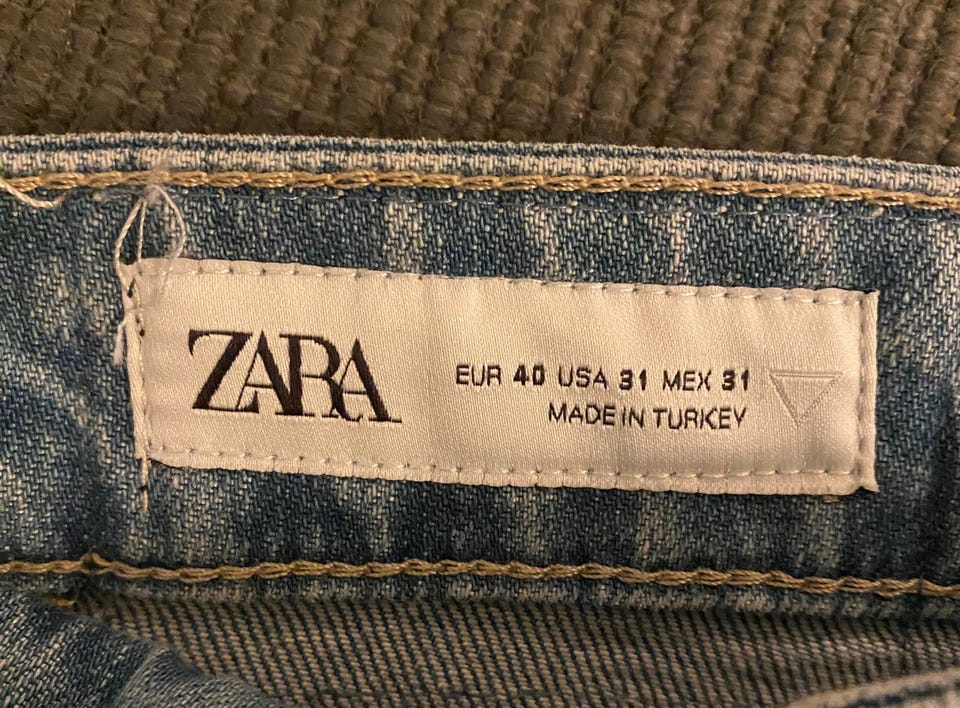 ZARA
EUR 40 USA 31 MEX 31
MADE IN TURKEY